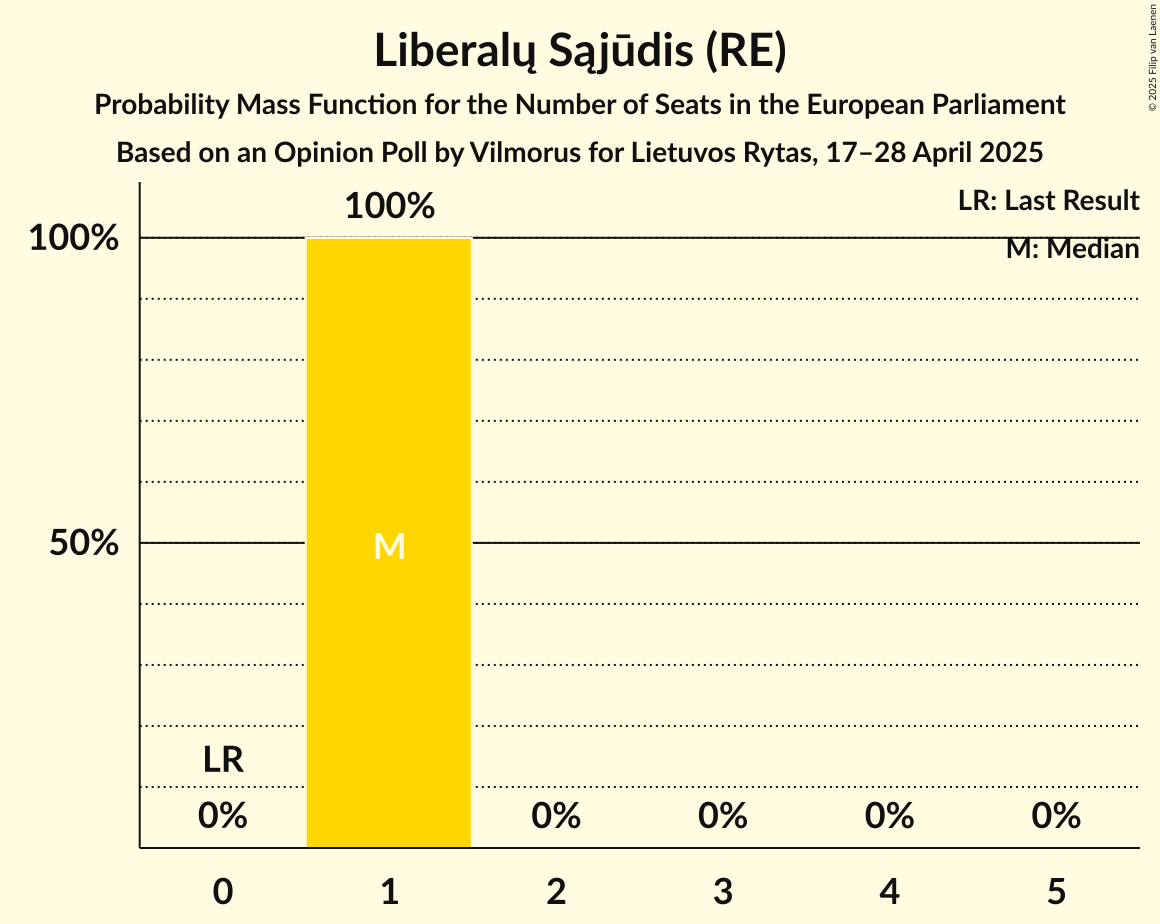 Liberalų Sąjūdis (RE)
Probability Mass Function for the Number of Seats in the European Parliament
Based on an Opinion Poll by Vilmorus for Lietuvos Rytas, 17–28 April 2025
© 2025 Filip van Laenen
LR: Last Result
M: Median
100%
100%
50%
M
LR
0%
0%
0%
0%
0%
0
1
2
3
4
5